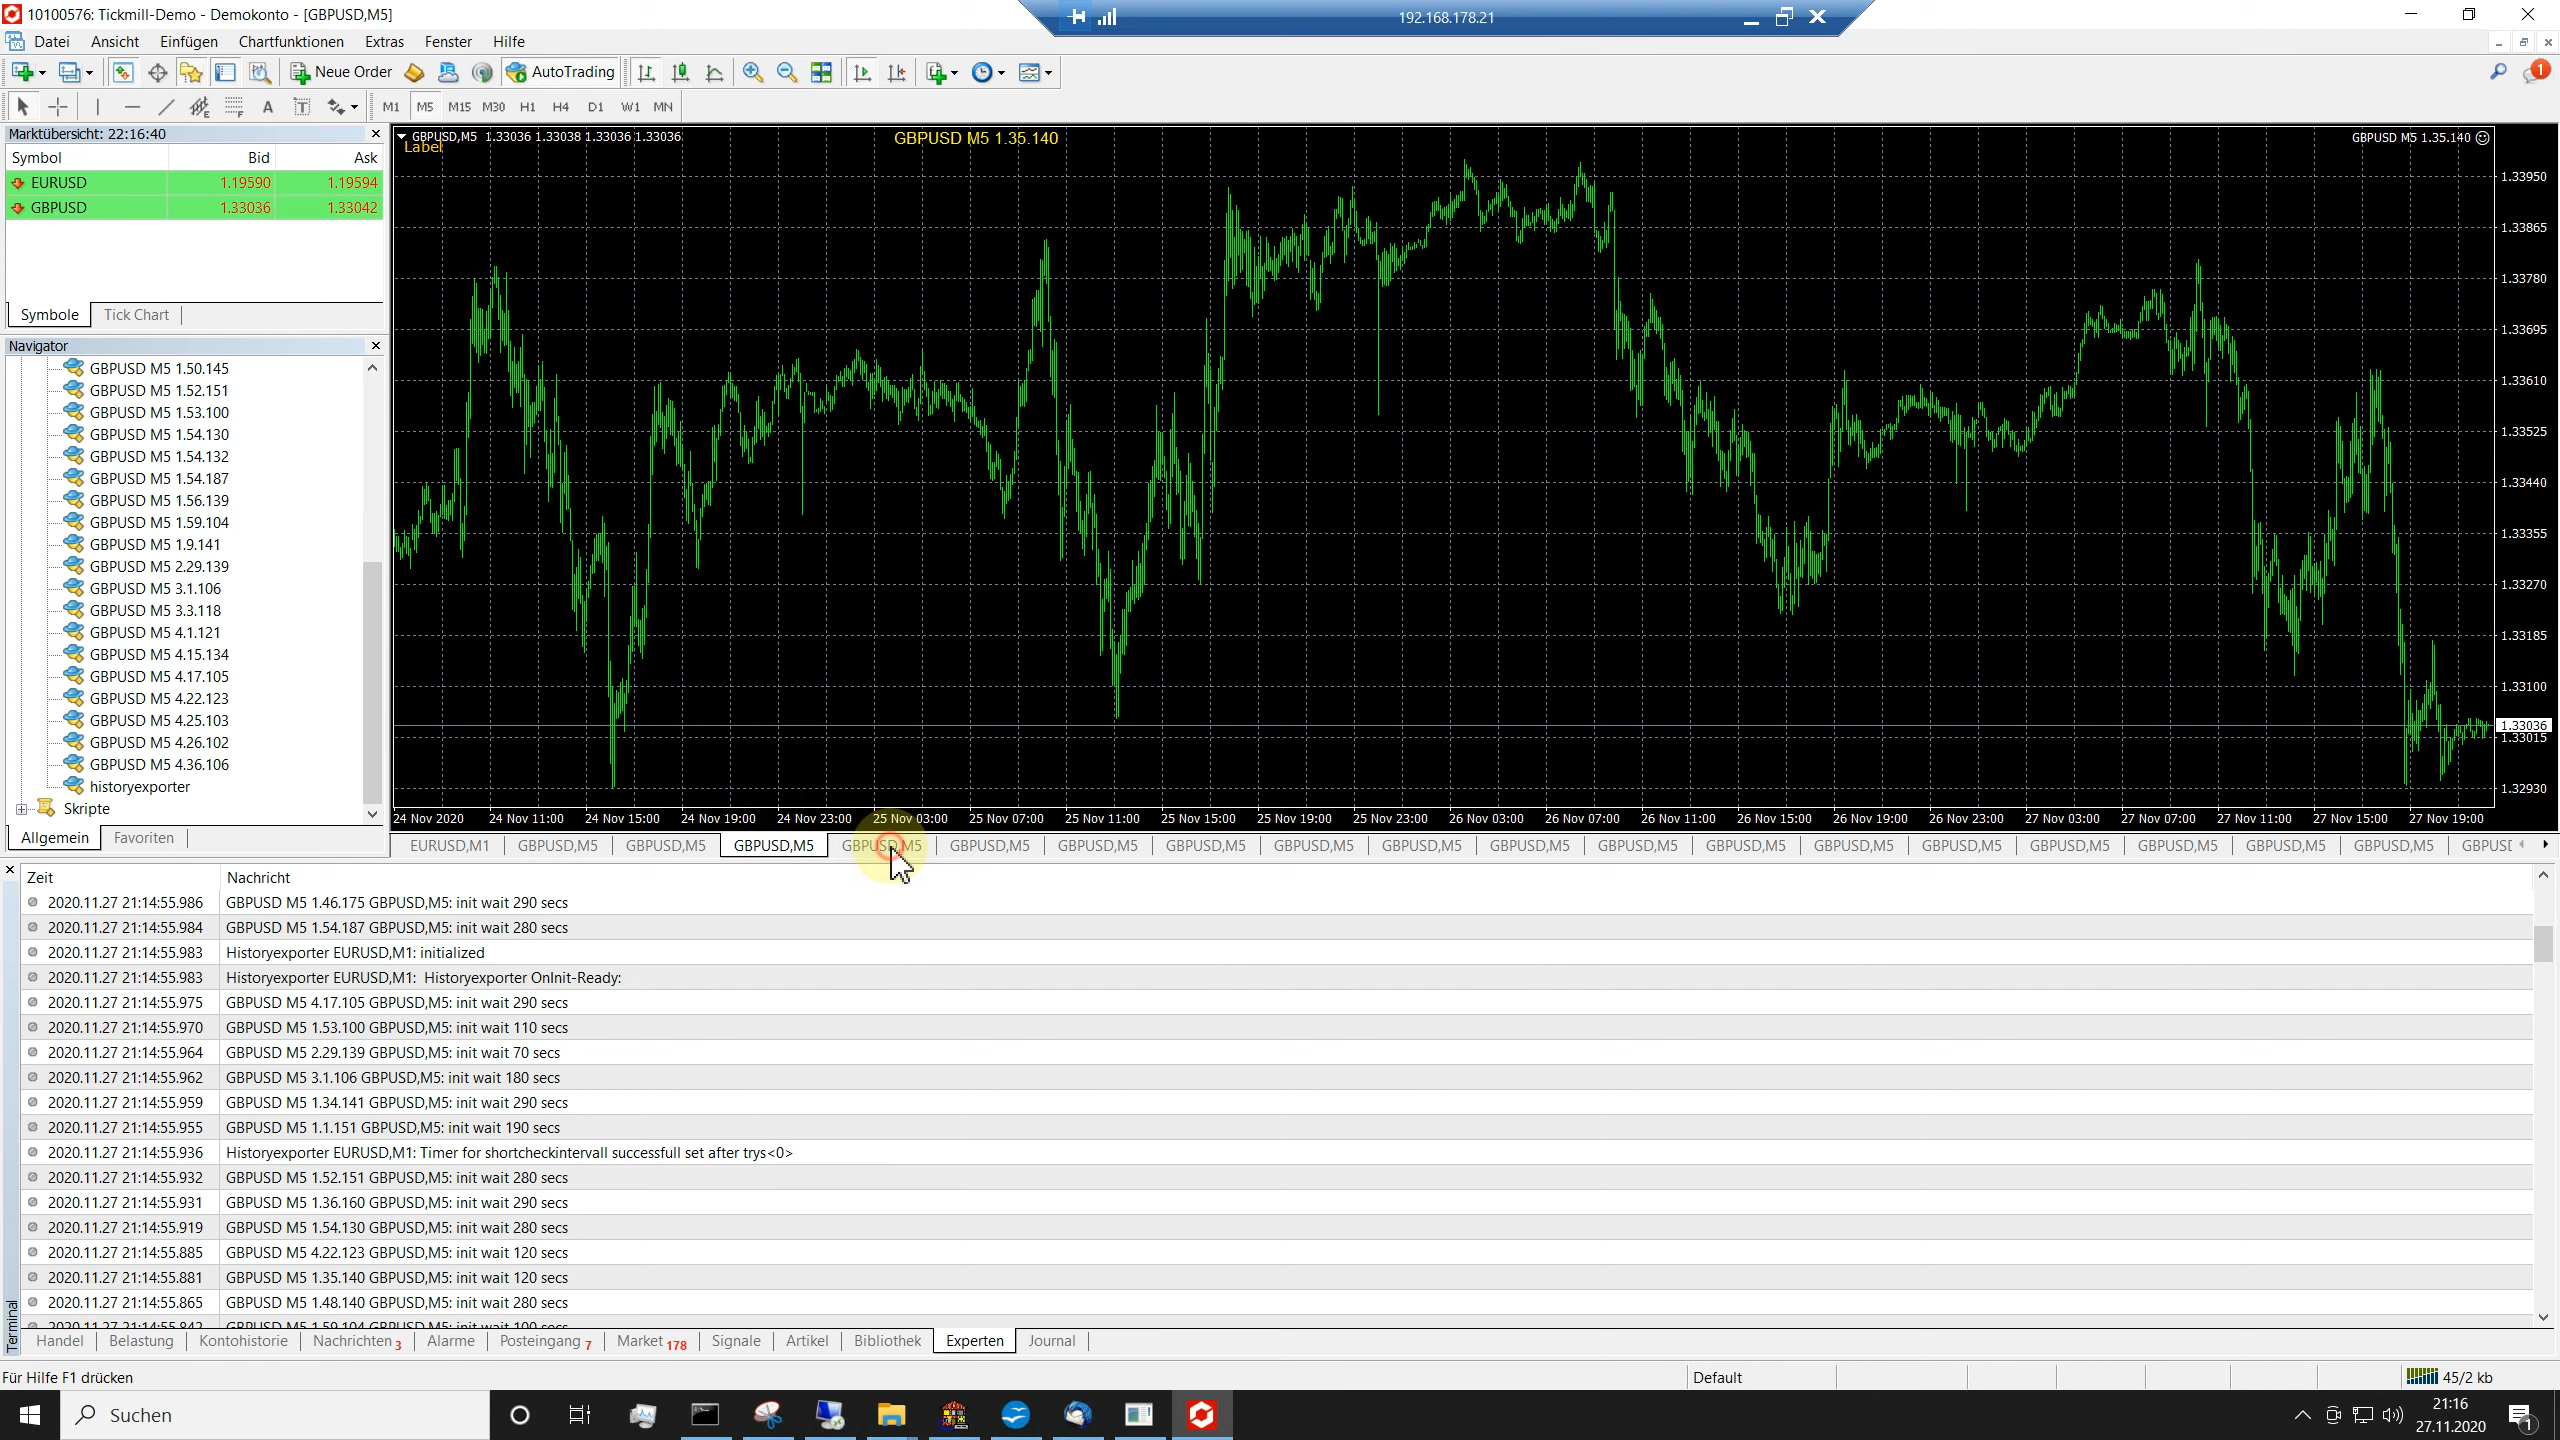 10100576: Tickmill-Demo - Demokonto - [GBPUSD,M5]
192.168.178.21
Datei Ansicht Einfügen Chartfunktionen Extras Fenster Hilfe
Neue Order AutoTrading 1
M1 M5 M15 M30 H1 H4 D1 W1 MN
Marktübersicht: 22:16:40
Symbol Bid Ask
EURUSD 1.19590 1.19594
GBPUSD 1.33036 1.33042
Symbole Tick Chart
Navigator
GBPUSD M5 1.50.145
GBPUSD M5 1.52.151
GBPUSD M5 1.53.100
GBPUSD M5 1.54.130
GBPUSD M5 1.54.132
GBPUSD M5 1.54.187
GBPUSD M5 1.56.139
GBPUSD M5 1.59.104
GBPUSD M5 1.9.141
GBPUSD M5 2.29.139
GBPUSD M5 3.1.106
GBPUSD M5 3.3.118
GBPUSD M5 4.1.121
GBPUSD M5 4.15.134
GBPUSD M5 4.17.105
GBPUSD M5 4.22.123
GBPUSD M5 4.25.103
GBPUSD M5 4.26.102
GBPUSD M5 4.36.106
historyexporter
Skripte
Allgemein Favoriten
GBPUSD,M5 1.33036 1.33038 1.33036 1.33036
Label
GBPUSD M5 1.35.140
GBPUSD M5 1.35.140
1.33950
1.33865
1.33780
1.33695
1.33610
1.33525
1.33440
1.33355
1.33270
1.33185
1.33100
1.33036
1.33015
1.32930
24 Nov 2020 24 Nov 11:00 24 Nov 15:00 24 Nov 19:00 24 Nov 23:00 25 Nov 03:00 25 Nov 07:00 25 Nov 11:00 25 Nov 15:00 25 Nov 19:00 25 Nov 23:00 26 Nov 03:00 26 Nov 07:00 26 Nov 11:00 26 Nov 15:00 26 Nov 19:00 26 Nov 23:00 27 Nov 03:00 27 Nov 07:00 27 Nov 11:00 27 Nov 15:00 27 Nov 19:00
EURUSD,M1 GBPUSD,M5 GBPUSD,M5 GBPUSD,M5 GBPUSD,M5 GBPUSD,M5 GBPUSD,M5 GBPUSD,M5 GBPUSD,M5 GBPUSD,M5 GBPUSD,M5 GBPUSD,M5 GBPUSD,M5 GBPUSD,M5 GBPUSD,M5 GBPUSD,M5 GBPUSD,M5 GBPUSD,M5 GBPUSD,M5
Zeit Nachricht
2020.11.27 21:14:55.986 GBPUSD M5 1.46.175 GBPUSD,M5: init wait 290 secs
2020.11.27 21:14:55.984 GBPUSD M5 1.54.187 GBPUSD,M5: init wait 280 secs
2020.11.27 21:14:55.983 Historyexporter EURUSD,M1: initialized
2020.11.27 21:14:55.983 Historyexporter EURUSD,M1: Historyexporter OnInit-Ready:
2020.11.27 21:14:55.975 GBPUSD M5 4.17.105 GBPUSD,M5: init wait 290 secs
2020.11.27 21:14:55.970 GBPUSD M5 1.53.100 GBPUSD,M5: init wait 110 secs
2020.11.27 21:14:55.964 GBPUSD M5 2.29.139 GBPUSD,M5: init wait 70 secs
2020.11.27 21:14:55.962 GBPUSD M5 3.1.106 GBPUSD,M5: init wait 180 secs
2020.11.27 21:14:55.959 GBPUSD M5 1.34.141 GBPUSD,M5: init wait 290 secs
2020.11.27 21:14:55.955 GBPUSD M5 1.1.151 GBPUSD,M5: init wait 190 secs
2020.11.27 21:14:55.936 Historyexporter EURUSD,M1: Timer for shortcheckintervall successfull set after trys<0>
2020.11.27 21:14:55.932 GBPUSD M5 1.52.151 GBPUSD,M5: init wait 280 secs
2020.11.27 21:14:55.931 GBPUSD M5 1.36.160 GBPUSD,M5: init wait 290 secs
2020.11.27 21:14:55.919 GBPUSD M5 1.54.130 GBPUSD,M5: init wait 280 secs
2020.11.27 21:14:55.885 GBPUSD M5 4.22.123 GBPUSD,M5: init wait 120 secs
2020.11.27 21:14:55.881 GBPUSD M5 1.35.140 GBPUSD,M5: init wait 120 secs
2020.11.27 21:14:55.865 GBPUSD M5 1.48.140 GBPUSD,M5: init wait 280 secs
2020.11.27 21:14:55.842 GBPUSD M5 1.59.104 GBPUSD,M5: init wait 100 secs
Terminal
Handel Belastung Kontohistorie Nachrichten 3 Alarme Posteingang 7 Market 178 Signale Artikel Bibliothek Experten Journal
Für Hilfe F1 drücken Default 45/2 kb
Suchen
21:16
27.11.2020
1